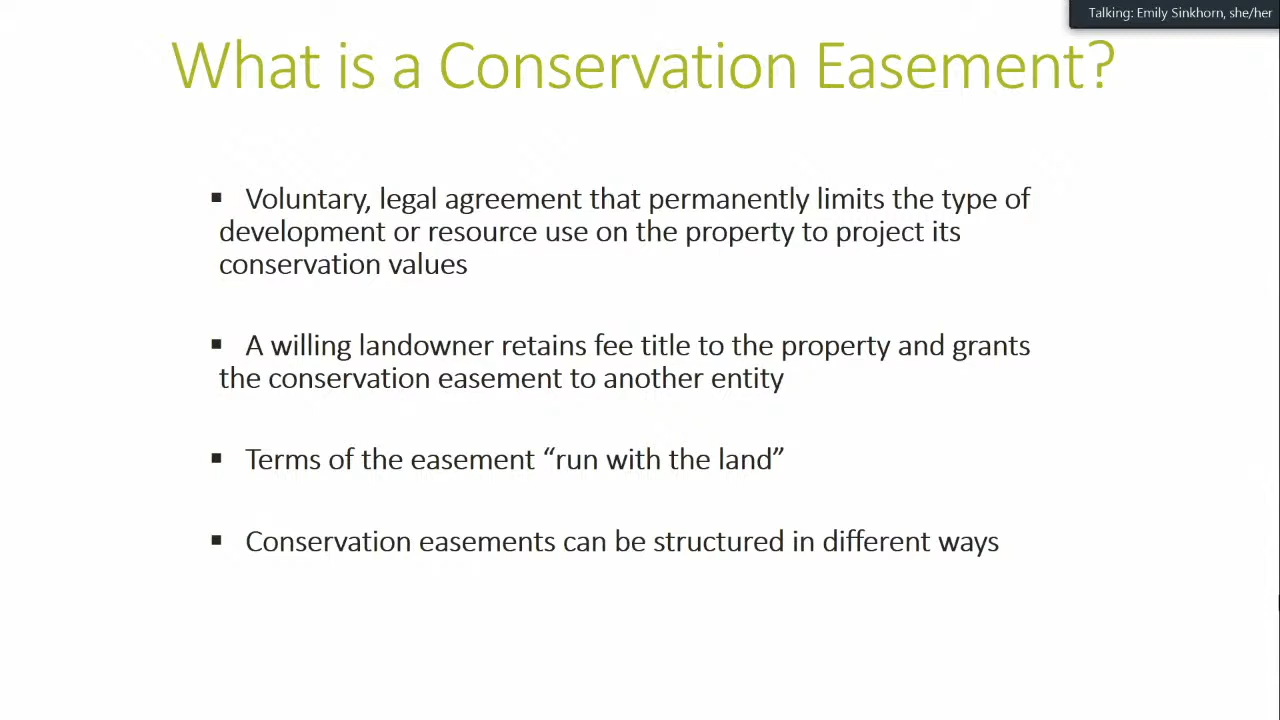 Talking: Emily Sinkhorn, she/her
What is a Conservation Easement?
▪ Voluntary, legal agreement that permanently limits the type of
development or resource use on the property to project its
conservation values
▪ A willing landowner retains fee title to the property and grants
the conservation easement to another entity
▪ Terms of the easement “run with the land”
▪ Conservation easements can be structured in different ways